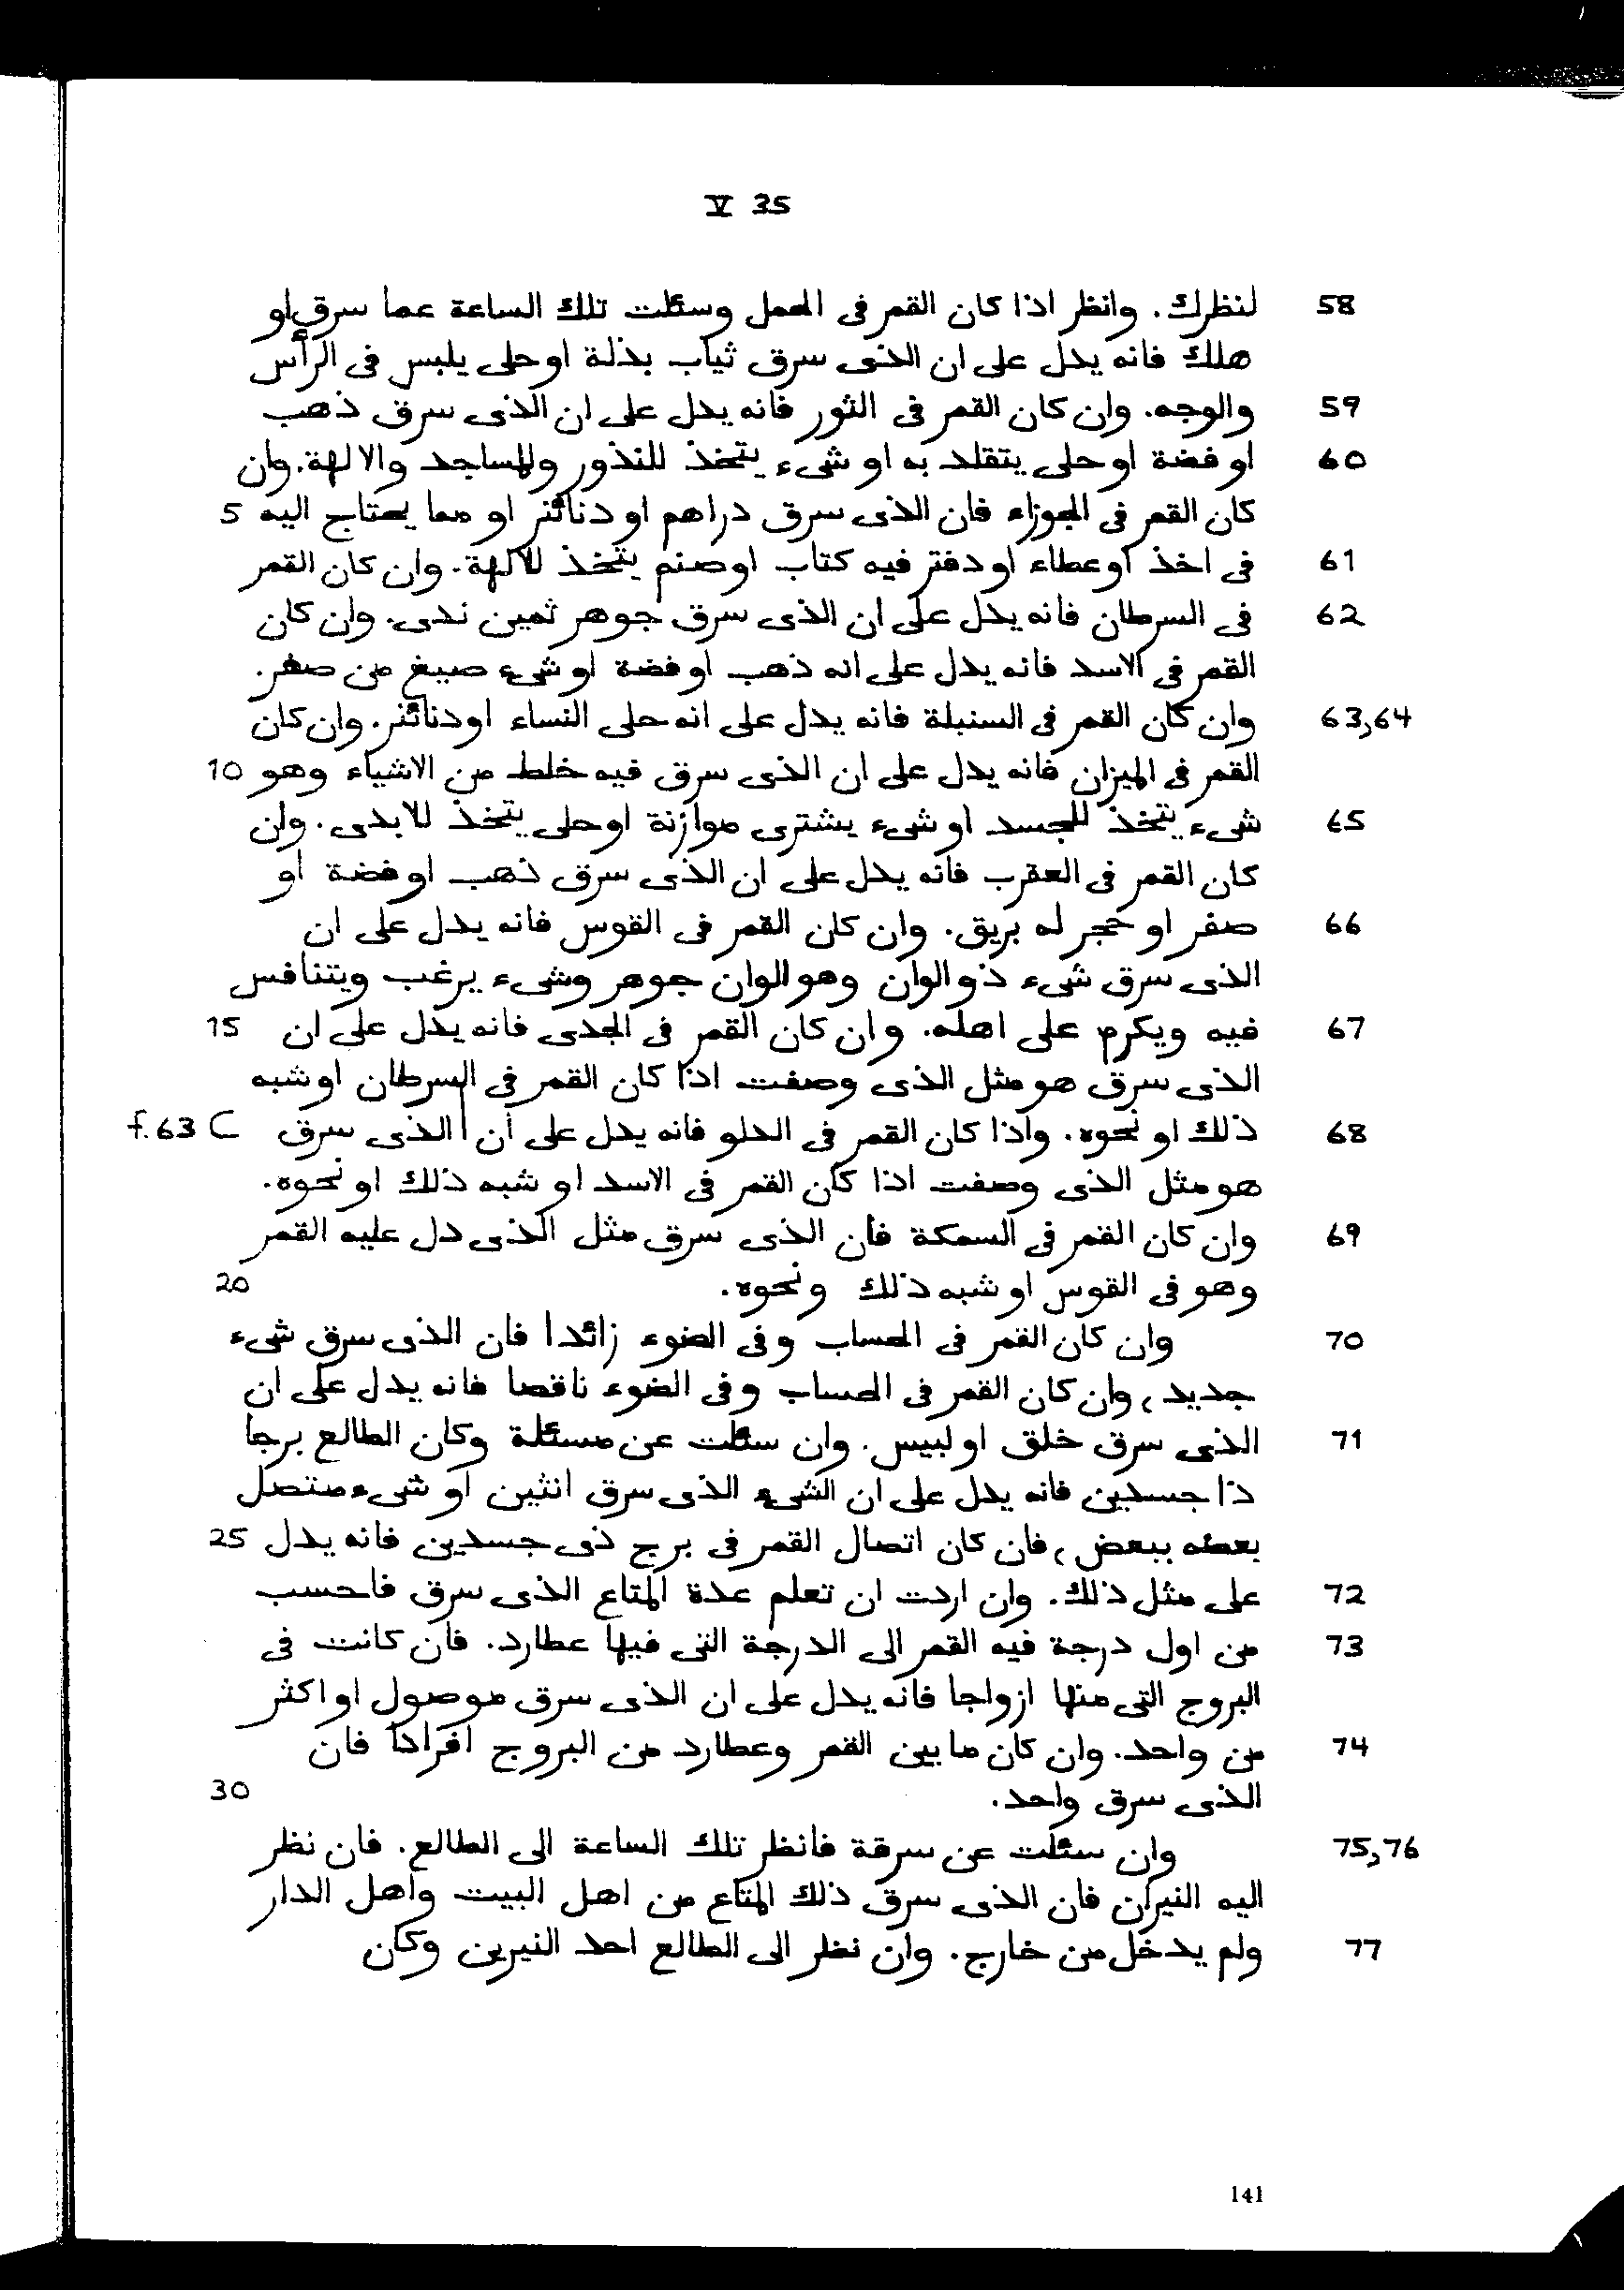 V 35
58 لنظرك. وانظر اذا كان القمر فى الحمل وسئلت تلك الساعة عما سرق او
هلك فانه يدل على ان الذى سرق ثياب بذلة او حلى يلبس فى الرأس
59 والوجه. وان كان القمر فى الثور فانه يدل على ان الذى سرق ذهب
60 او فضة او حلى يتقلد به او شىء يتخذ للنذور وللمساجد والالهة. وان
كان القمر فى الجوزاء فان الذى سرق دراهم او دنائنر او مما يحتاج اليه 5
61 فى اخذ او عطاء او دفتر فيه كتاب او صنم يتخذ للآلهة. وان كان القمر
62 فى السرطان فانه يدل على ان الذى سرق جوهر ثمين ندى. وان كان
القمر فى الاسد فانه يدل على انه ذهب او فضة او شىء صيغ من صفر.
63,64 وان كان القمر فى السنبلة فانه يدل على انه حلى النساء او دنائنر. وان كان
القمر فى الميزان فانه يدل على ان الذى سرق فيه خلط من الاشياء وهو 10
65 شىء يتخذ للجسد او شىء يشترى موازنة او حلى يتخذ للابدى. وان
كان القمر فى العقرب فانه يدل على ان الذى سرق ذهب او فضة او
66 صفر او حجر له بريق. وان كان القمر فى القوس فانه يدل على ان
الذى سرق شىء ذو الوان وهو الوان جوهر وشىء يرغب ويتنافس
67 فيه ويكرم على اهله. وان كان القمر فى الجدى فانه يدل على ان 15
الذى سرق هو مثل الذى وصفت اذا كان القمر فى السرطان او شبه
68 ذلك او نحوه. واذا كان القمر فى الدلو فانه يدل على ان | الذى سرق f. 63 C
هو مثل الذى وصفت اذا كان القمر فى الاسد او شبه ذلك او نحوه.
69 وان كان القمر فى السمكة فان الذى سرق مثل الذى دل عليه القمر
وهو فى القوس او شبه ذلك ونحوه. 20
70 وان كان القمر فى الحساب وفى الضوء زائدا فان الذى سرق شىء
جديد، وان كان القمر فى الحساب وفى الضوء ناقصا فانه يدل على ان
71 الذى سرق خلق او لبيس. وان سئلت عن مسئلة وكان الطالع برجا
ذا جسدين فانه يدل على ان الشىء الذى سرق اثنين او شىء متصل
بعضه ببعض، فان كان اتصال القمر فى برج ذى جسدين فانه يدل 25
72 على مثل ذلك. وان اردت ان تعلم عدة المتاع الذى سرق فاحسب
73 من اول درجة فيه القمر الى الدرجة التى فيها عطارد. فان كانت فى
البروج التى منها ازواجا فانه يدل على ان الذى سرق موصول او اكثر
74 من واحد. وان كان ما بين القمر وعطارد من البروج افرادا فان
الذى سرق واحد. 30
75,76 وان سئلت عن سرقة فانظر تلك الساعة الى الطالع. فان نظر
اليه النيران فان الذى سرق ذلك المتاع من اهل البيت واهل الدار
77 ولم يدخل من خارج. وان نظر الى الطالع احد النيرين وكان
141